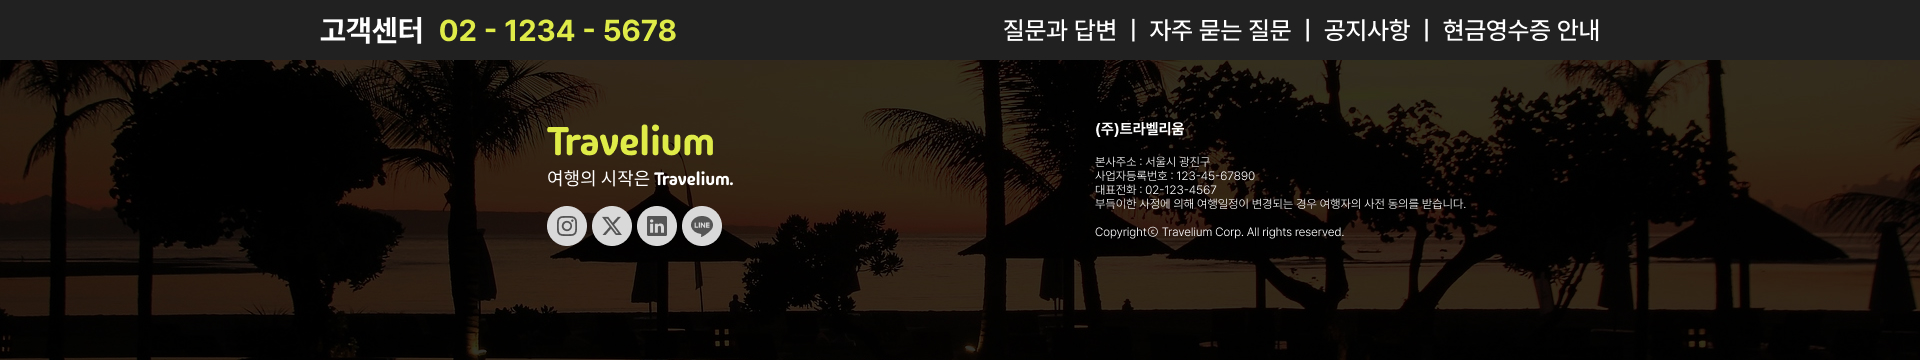 고객센터 02 - 1234 - 5678
질문과 답변 | 자주 묻는 질문 | 공지사항 | 현금영수증 안내
Travelium
여행의 시작은 Travelium.
LINE
(주)트라벨리움
본사주소 : 서울시 광진구
사업자등록번호 : 123-45-67890
대표전화 : 02-123-4567
부득이한 사정에 의해 여행일정이 변경되는 경우 여행자의 사전 동의를 받습니다.
Copyrightⓒ Travelium Corp. All rights reserved.